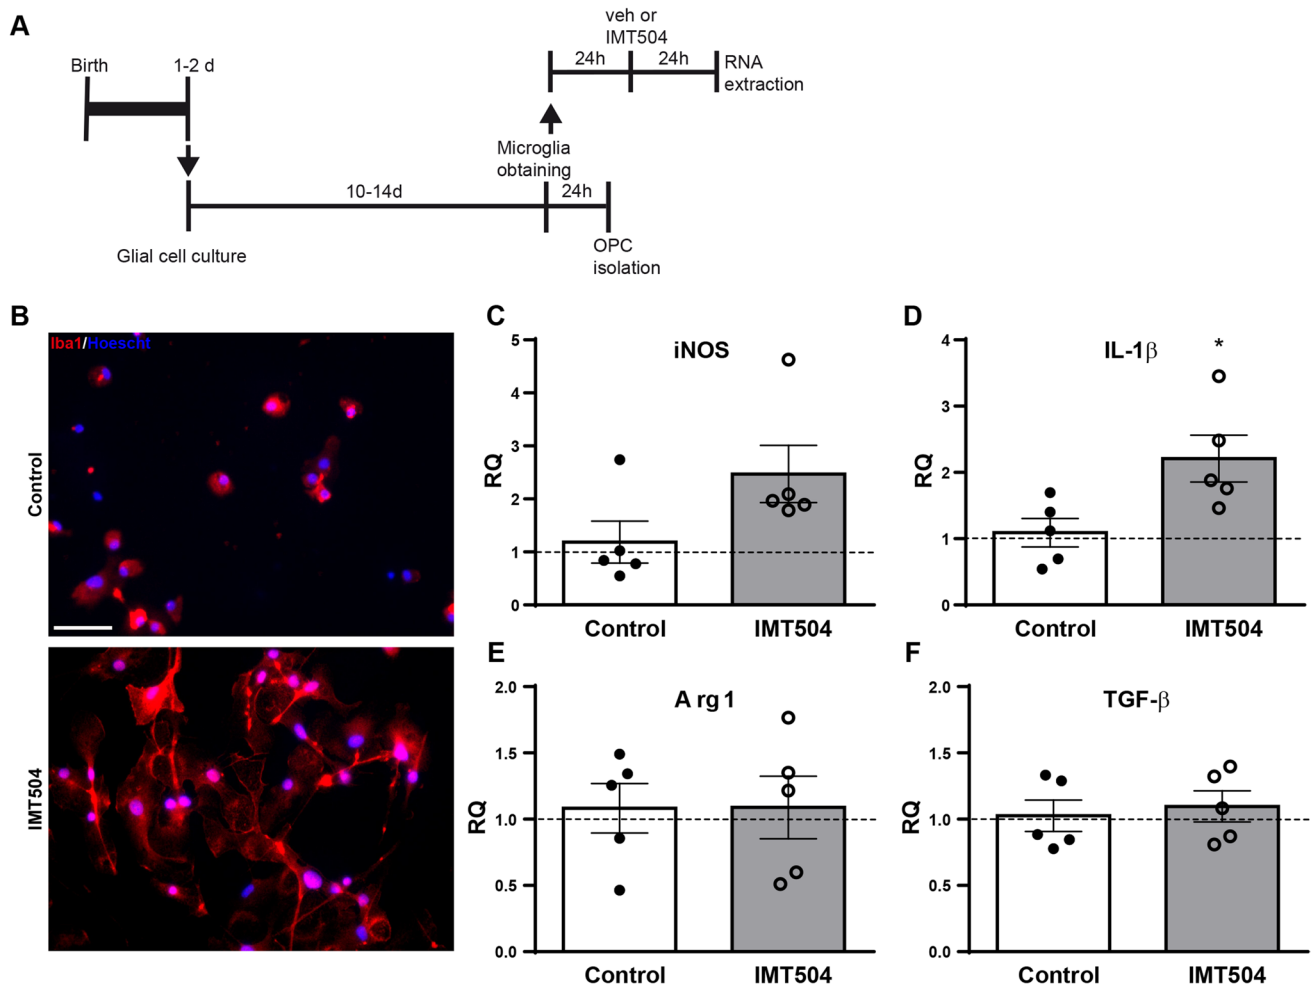 A
Birth
1-2 d
veh or
IMT504
24h
24h
RNA
extraction
Microglia
obtaining
10-14d
24h
Glial cell culture
OPC
isolation
B
Iba1/Hoescht
Control
IMT504
C
iNOS
RQ
5
4
3
2
1
0
Control
IMT504
D
IL-1β
*
RQ
4
3
2
1
0
Control
IMT504
E
A rg 1
RQ
2.0
1.5
1.0
0.5
0.0
Control
IMT504
F
TGF-β
RQ
2.0
1.5
1.0
0.5
0.0
Control
IMT504